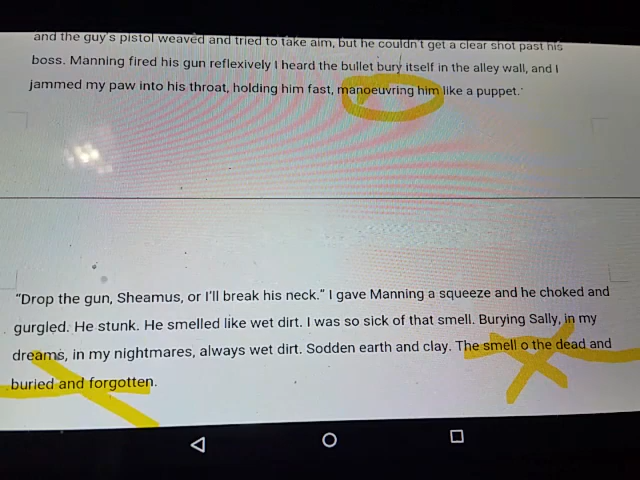 and the guy's pistol weaved and tried to take aim, but he couldn't get a clear shot past his
boss. Manning fired his gun reflexively I heard the bullet bury itself in the alley wall, and I
jammed my paw into his throat, holding him fast, manoeuvring him like a puppet.
“Drop the gun, Sheamus, or I'll break his neck.” I gave Manning a squeeze and he choked and
gurgled. He stunk. He smelled like wet dirt. I was so sick of that smell. Burying Sally, in my
dreams, in my nightmares, always wet dirt. Sodden earth and clay. The smell o the dead and
buried and forgotten.